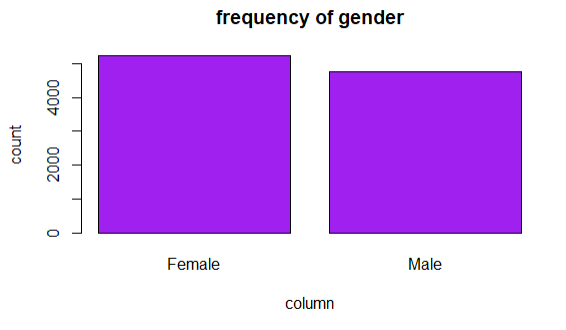 frequency of gender
count
4000
2000
0
Female Male
column